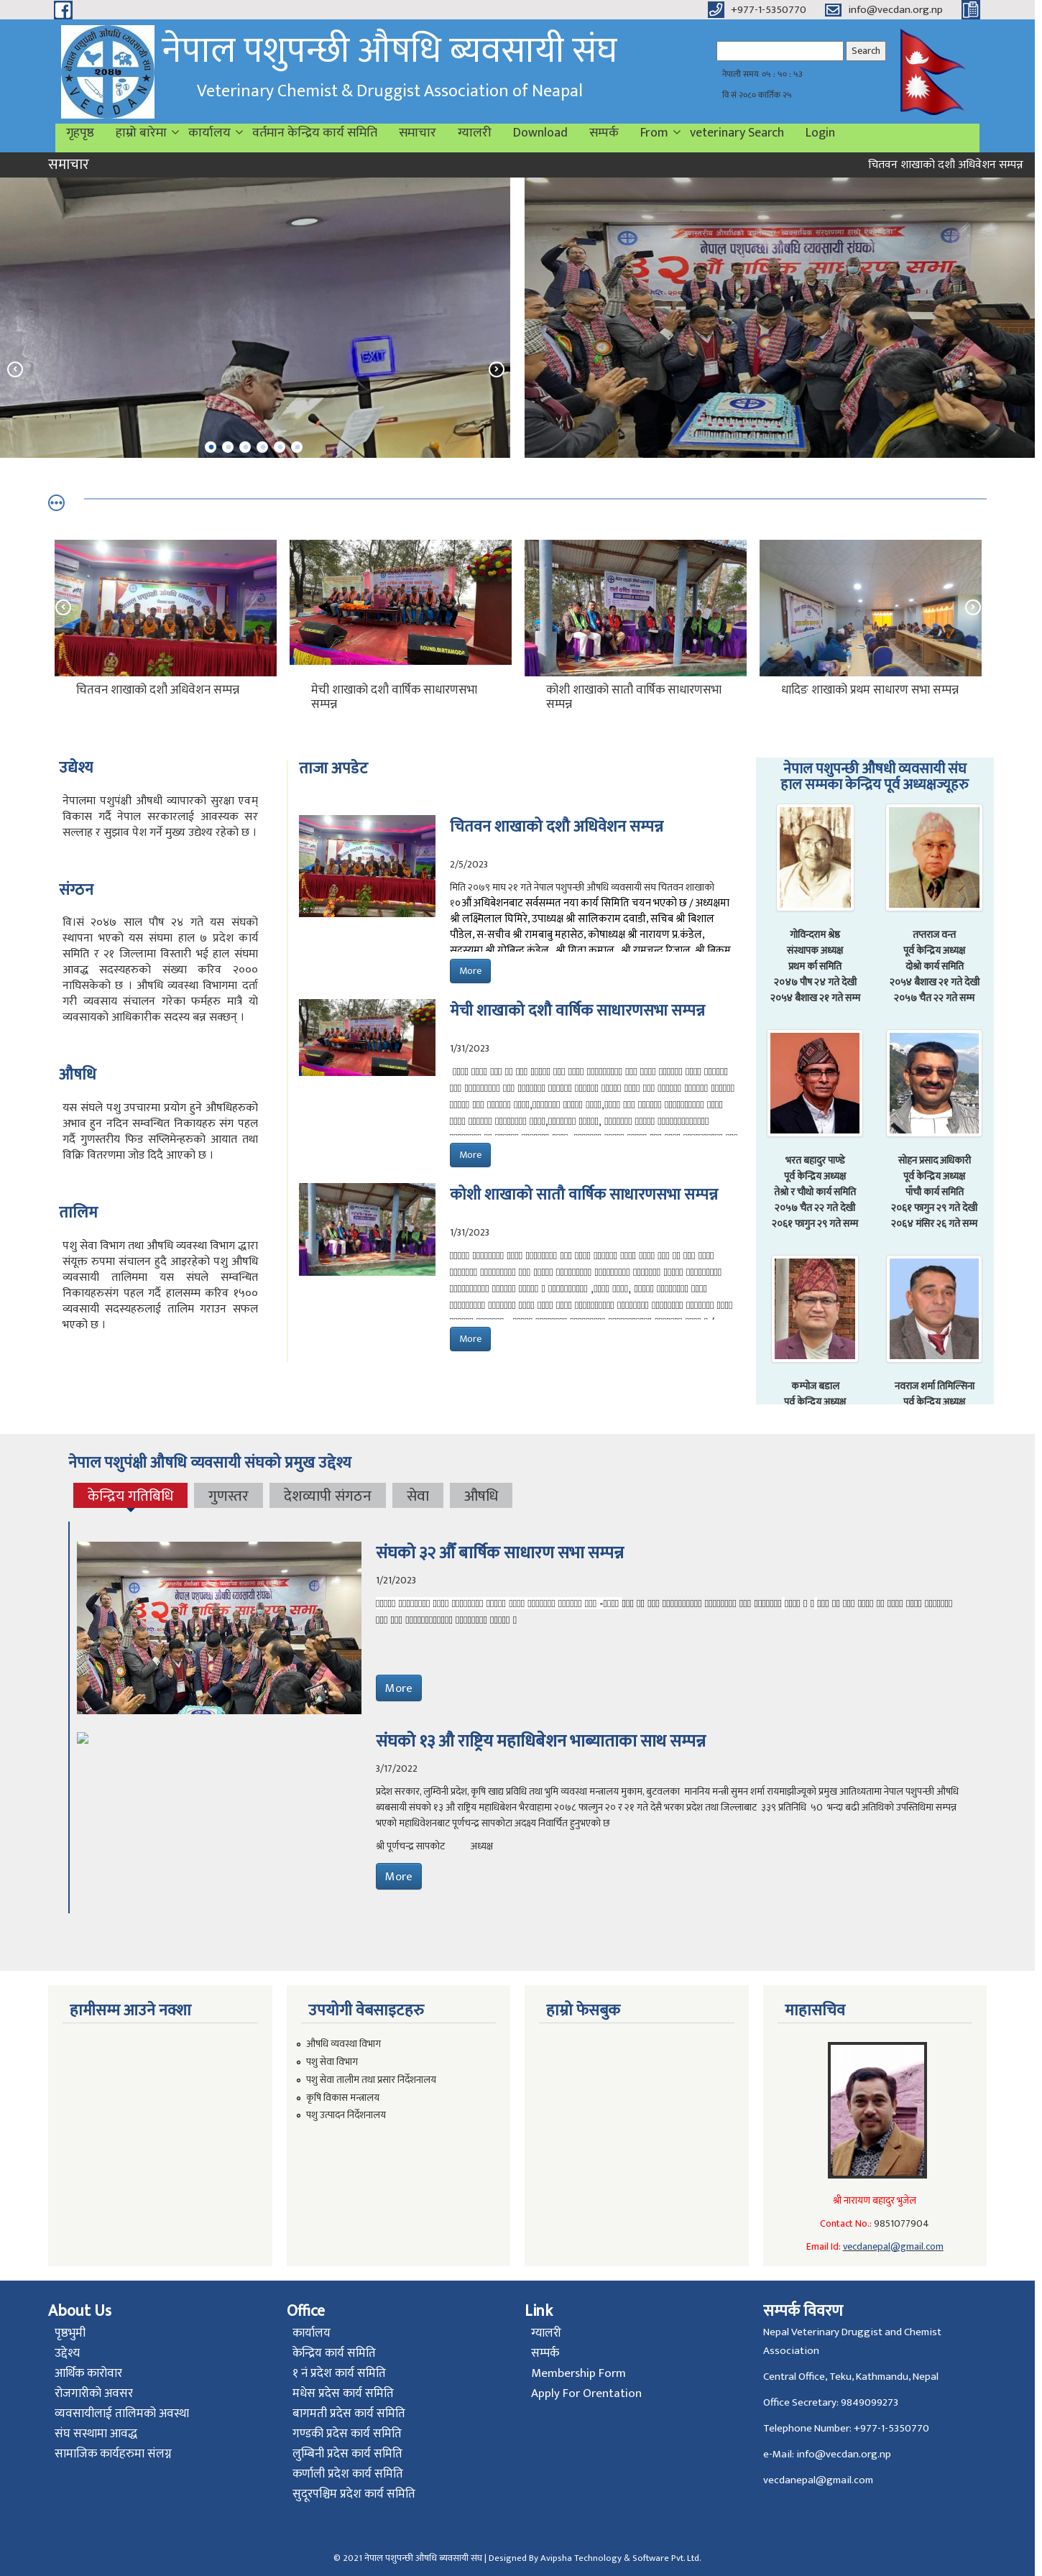 +977-1-5350770
info@vecdan.org.np
नेपाल पशुपन्छी औषधि ब्यवसायी संघ
Veterinary Chemist & Druggist Association of Neapal
Search
नेपाली समय ०५ : ५० : ५३
वि सं २०८० कार्तिक २५
गृहपृष्ठ
हाम्रो बारेमा
कार्यालय
वर्तमान केन्द्रिय कार्य समिति
समाचार
ग्यालरी
Download
सम्पर्क
From
veterinary Search
Login
समाचार
चितवन शाखाको दशौ अधिवेशन सम्पन्न
EXIT
चितवन शाखाको दशौ अधिवेशन सम्पन्न
मेची शाखाको दशौ वार्षिक साधारणसभा
सम्पन्न
कोशी शाखाको सातौ वार्षिक साधारणसभा
सम्पन्न
धादिङ शाखाको प्रथम साधारण सभा सम्पन्न
उद्येश्य
नेपालमा पशुपंक्षी औषधी व्यापारको सुरक्षा एवम्
विकास गर्दै नेपाल सरकारलाई आवस्यक सर
सल्लाह र सुझाव पेश गर्ने मुख्य उद्येश्य रहेको छ ।
संगठन
वि।सं २०४७ साल पौष २४ गते यस संघको
स्थापना भएको यस संघमा हाल ७ प्रदेश कार्य
समिति र २१ जिल्लामा विस्तारी भई हाल संघमा
आवद्ध सदस्यहरुको संख्या करिव २०००
नाघिसकेको छ । औषधि व्यवस्था विभागमा दर्ता
गरी व्यवसाय संचालन गरेका फर्महरु मात्रै यो
व्यवसायको आधिकारीक सदस्य बन्न सक्छन् ।
औषधि
यस संघले पशु उपचारमा प्रयोग हुने औषधिहरुको
अभाव हुन नदिन सम्वन्धित निकायहरु संग पहल
गर्दै गुणस्तरीय फिड सप्लिमेन्हरुको आयात तथा
विक्रि वितरणमा जोड दिदै आएको छ ।
तालिम
पशु सेवा विभाग तथा औषधि व्यवस्था विभाग द्धारा
संयूक्त रुपमा संचालन हुदै आइरहेको पशु औषधि
व्यवसायी तालिममा यस संघले सम्वन्धित
निकायहरुसंग पहल गर्दै हालसम्म करिव १५००
व्यवसायी सदस्यहरुलाई तालिम गराउन सफल
भएको छ ।
ताजा अपडेट
चितवन शाखाको दशौ अधिवेशन सम्पन्न
2/5/2023
मिति २०७९ माघ २१ गते नेपाल पशुपन्छी औषधि व्यवसायी संघ चितवन शाखाको
१०औं अधिबेशनबाट सर्वसम्मत नया कार्य सिमिति चयन भएको छ / अध्यक्षमा
श्री लक्ष्मिलाल घिमिरे, उपाध्यक्ष श्री सालिकराम दवाडी, सचिब श्री बिशाल
पौडेल, स-सचीव श्री रामबाबु महासेठ, कोषाध्यक्ष श्री नारायण प्र.कंडेल,
More
मेची शाखाको दशौ वार्षिक साधारणसभा सम्पन्न
1/31/2023
More
कोशी शाखाको सातौ वार्षिक साधारणसभा सम्पन्न
1/31/2023
More
नेपाल पशुपुन्छी औषधी व्यवसायी संघ
हाल सम्मका केन्द्रिय पूर्व अध्यक्षज्यूहरु
गोविन्दराम श्रेष्ठ
संस्थापक अध्यक्ष
प्रथम र्का समिति
२०४७ पौष २४ गते देखी
२०५४ बैशाख २१ गते सम्म
तप्तराज वन्त
पूर्व केन्द्रिय अध्यक्ष
दोश्रो कार्य समिति
२०५४ बैशाख २१ गते देखी
२०५७ चैत २२ गते सम्म
भरत बहादुर पाण्डे
पूर्व केन्द्रिय अध्यक्ष
तेश्रो र चौथो कार्य समिति
२०५७ चैत २२ गते देखी
२०६१ फागुन २९ गते सम्म
सोहन प्रसाद अधिकारी
पूर्व केन्द्रिय अध्यक्ष
पाँचौ कार्य समिति
२०६१ फागुन २९ गते देखी
२०६४ मंसिर २६ गते सम्म
कम्पोज बडाल
पूर्व केन्द्रिय अध्यक्ष
नवराज शर्मा तिमिल्सिना
पूर्व केन्द्रिय अध्यक्ष
नेपाल पशुपंक्षी औषधि व्यवसायी संघको प्रमुख उद्देश्य
केन्द्रिय गतिबिधि
गुणस्तर
देशव्यापी संगठन
सेवा
औषधि
संघको ३२ औँ बार्षिक साधारण सभा सम्पन्न
1/21/2023
More
संघको १३ औ राष्ट्रिय महाधिबेशन भाब्याताका साथ सम्पन्न
3/17/2022
प्रदेश सरकार, लुम्विनी प्रदेश, कृषि खाद्य प्रविधि तथा भुमि व्यवस्था मन्त्रालय मुकाम, बुटवलका माननिय मन्त्री सुमन शर्मा रायमाझीज्यूको प्रमुख आतिथ्यतामा नेपाल पशुपन्छी औषधी
ब्यबसायी संघको १३ औ राष्ट्रिय महाधिबेशन भैरवाहामा २०७८ फाल्गुन २० र २१ गते देसै भरका प्रदेश तथा जिल्लाबाट ३३९ प्रतिनिधि ५० भन्दा बढी अतिथिको उपस्थितिमा सम्पन्न
भएको महाधिवेशनबाट पूर्णचन्द्र सापकोटा अदक्ष्य निवार्चित हुनुभएको छ
श्री पूर्णचन्द्र सापकोट अध्यक्ष
More
हामीसम्म आउने नक्शा
उपयोगी वेबसाइटहरु
औषधि व्यवस्था विभाग
पशु सेवा विभाग
पशु सेवा तालीम तथा प्रसार निर्देशनालय
कृषि विकास मन्त्रालय
पशु उत्पादन निर्देशनालय
हाम्रो फेसबुक
माहासचिव
श्री नारायण बहादुर भुजेल
Contact No.: 9851077904
Email Id: vecdanepal@gmail.com
About Us
पृष्ठभुमी
उद्देश्य
आर्थिक कारोवार
रोजगारीको अवसर
व्यवसायीलाई तालिमको अवस्था
संघ सस्थामा आवद्ध
सामाजिक कार्यहरुमा संलग्न
Office
कार्यालय
केन्द्रिय कार्य समिति
१ नं प्रदेश कार्य समिति
मधेस प्रदेस कार्य समिति
बागमती प्रदेस कार्य समिति
गण्डकी प्रदेस कार्य समिति
लुम्बिनी प्रदेस कार्य समिति
कर्णाली प्रदेश कार्य समिति
सुदूरपश्चिम प्रदेश कार्य समिति
Link
ग्यालरी
सम्पर्क
Membership Form
Apply For Orentation
सम्पर्क विवरण
Nepal Veterinary Druggist and Chemist
Association
Central Office, Teku, Kathmandu, Nepal
Office Secretary: 9849099273
Telephone Number: +977-1-5350770
e-Mail: info@vecdan.org.np
vecdanepal@gmail.com
© 2021 नेपाल पशुपन्छी औषधि ब्यवसायी संघ | Designed By Avipsha Technology & Software Pvt. Ltd.